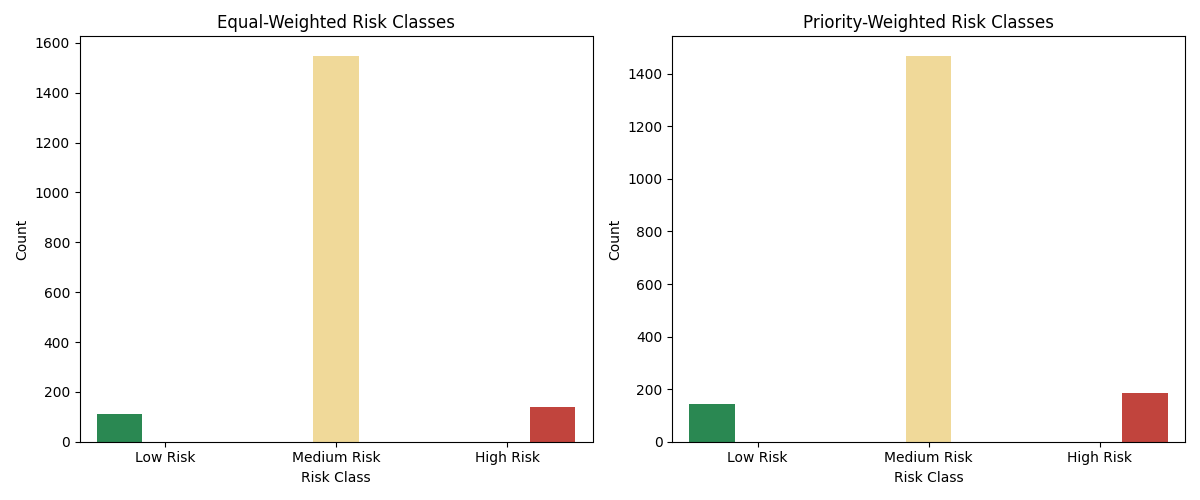 Equal-Weighted Risk Classes
1600
1400
1200
1000
800
600
400
200
0
Count
Low Risk
Medium Risk
High Risk
Risk Class
Priority-Weighted Risk Classes
1400
1200
1000
800
600
400
200
0
Count
Low Risk
Medium Risk
High Risk
Risk Class